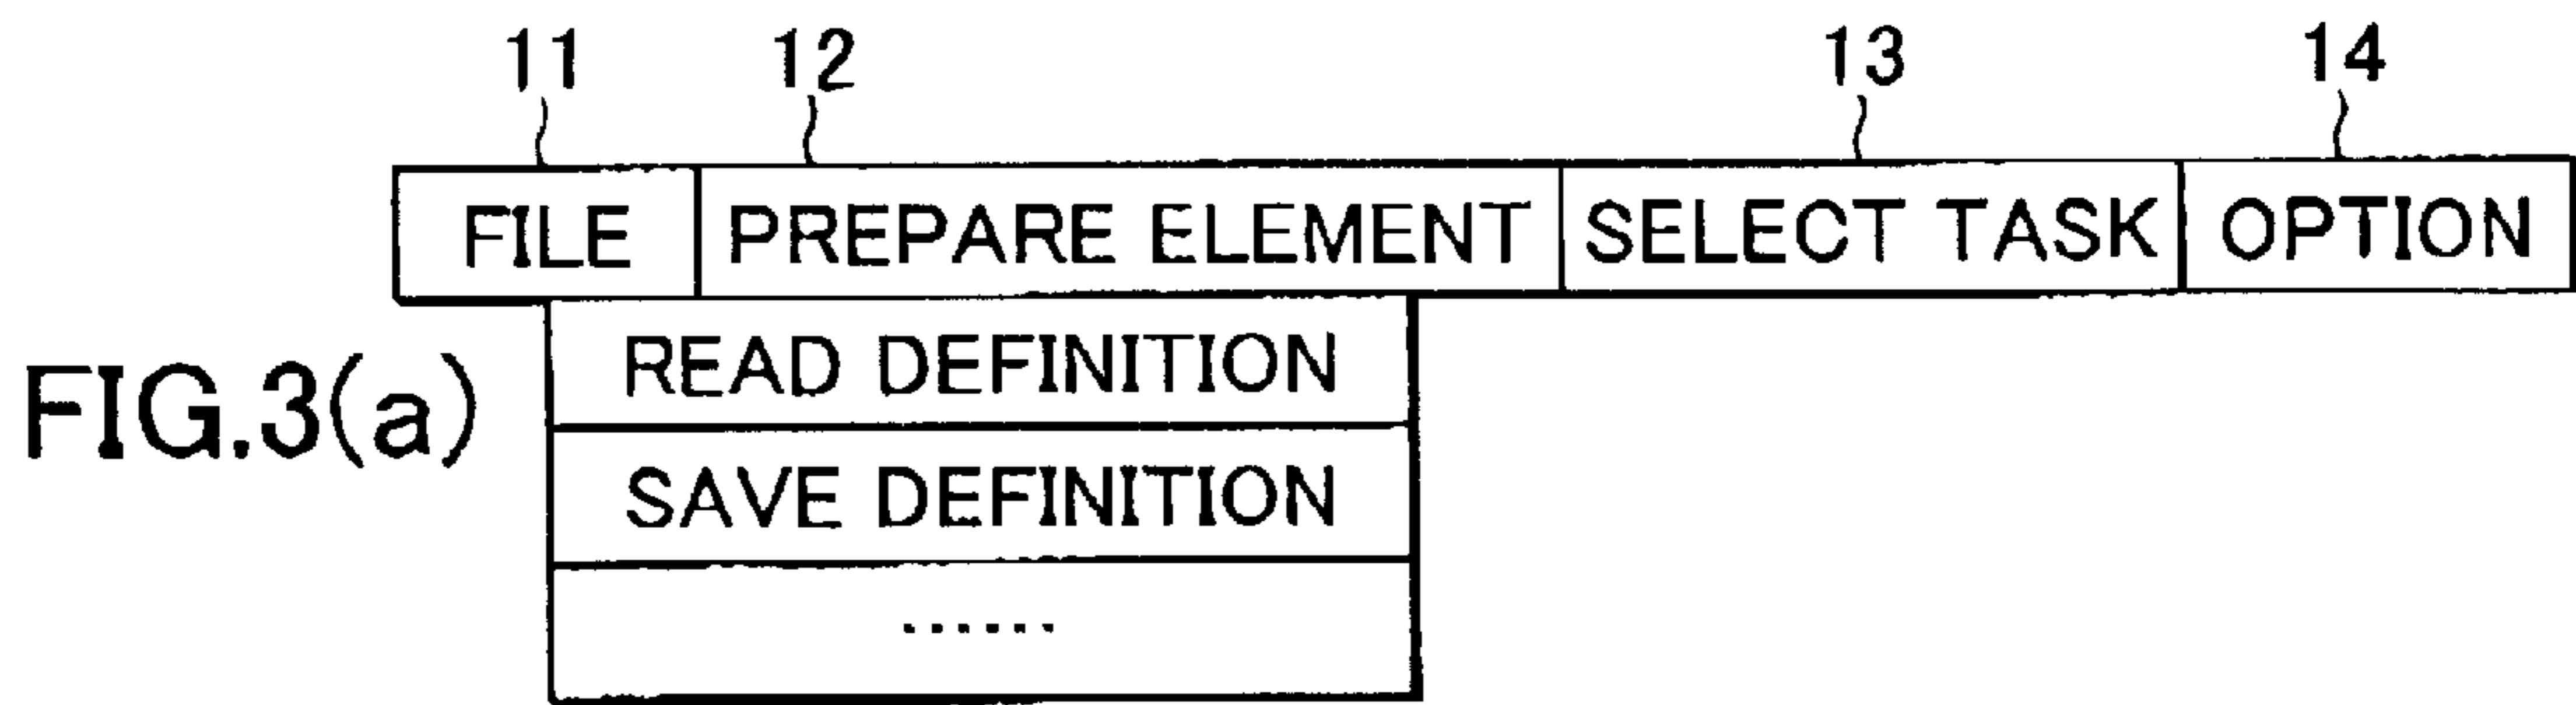 11 12 13 14
FILE PREPARE ELEMENT SELECT TASK OPTION
READ DEFINITION
FIG.3(a)
SAVE DEFINITION
......